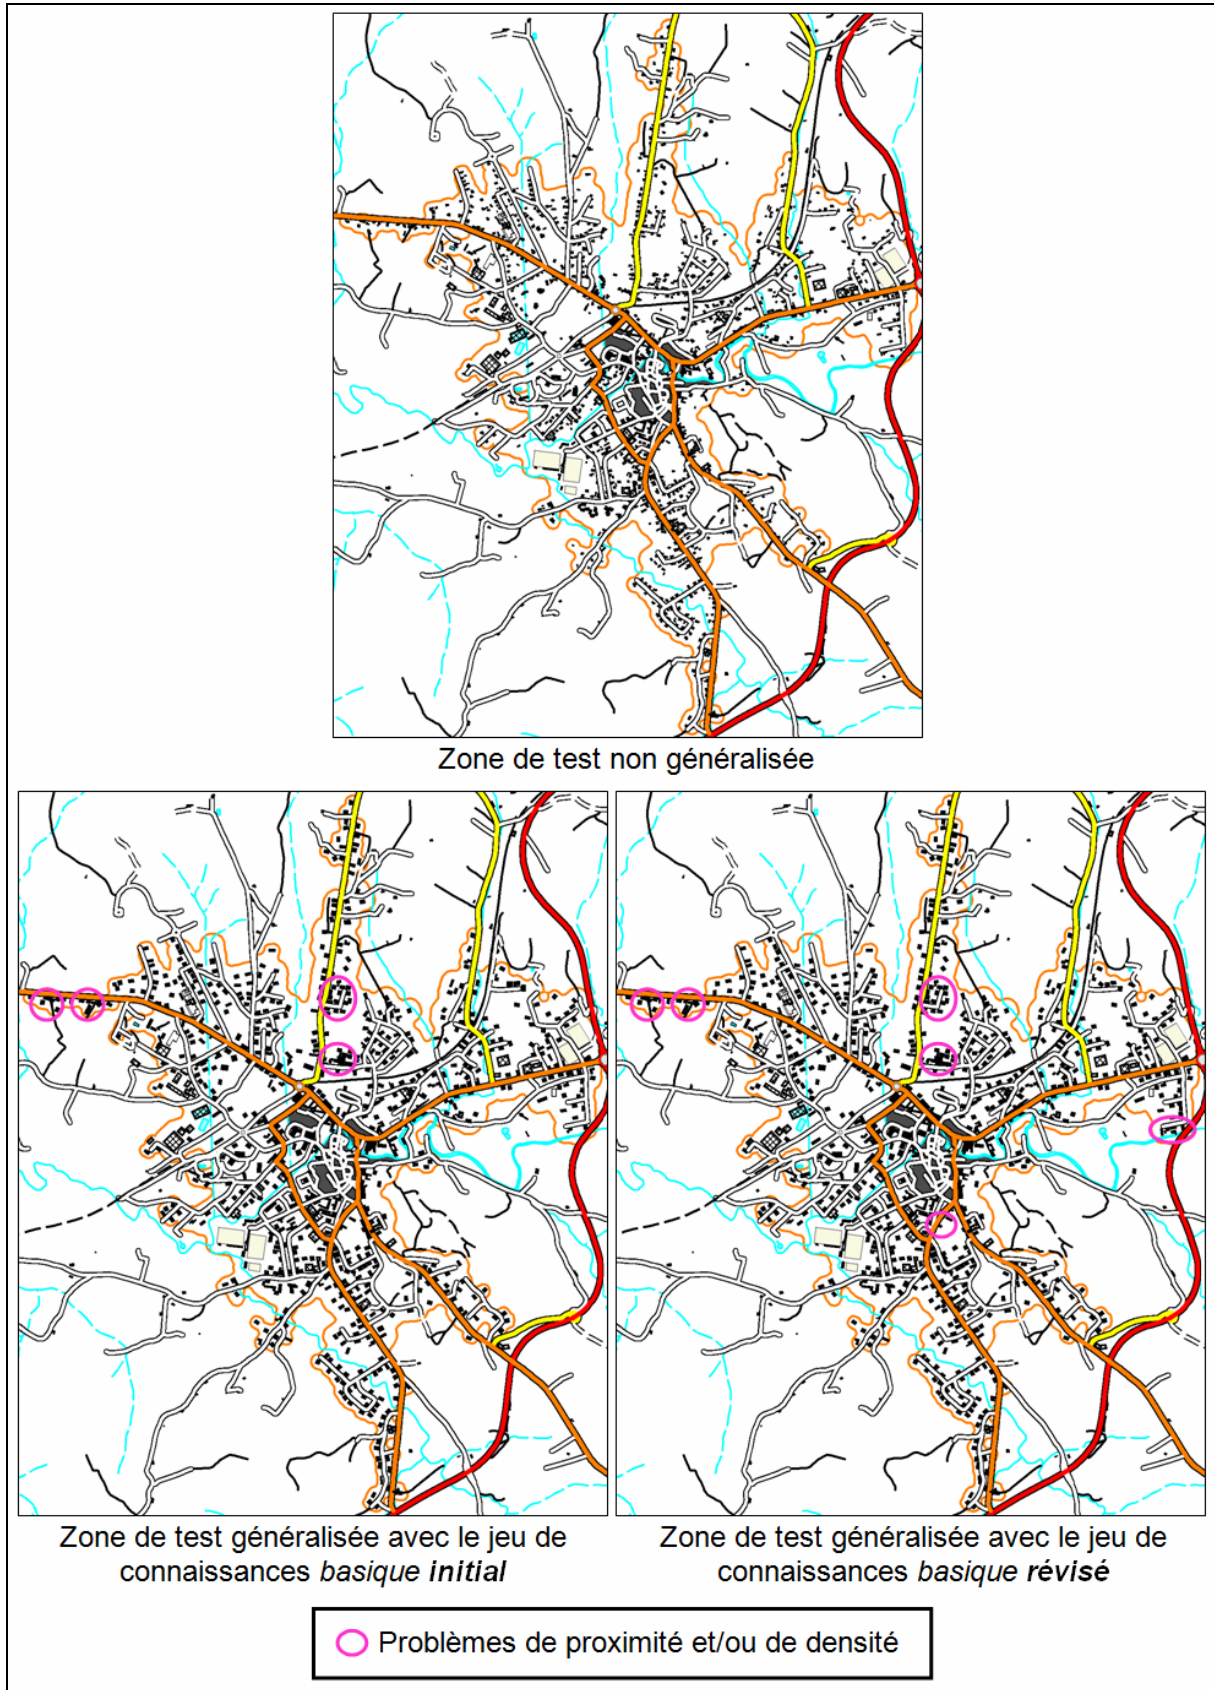 Zone de test non généralisée
Zone de test généralisée avec le jeu de
connaissances basique initial
Zone de test généralisée avec le jeu de
connaissances basique révisé
Problèmes de proximité et/ou de densité